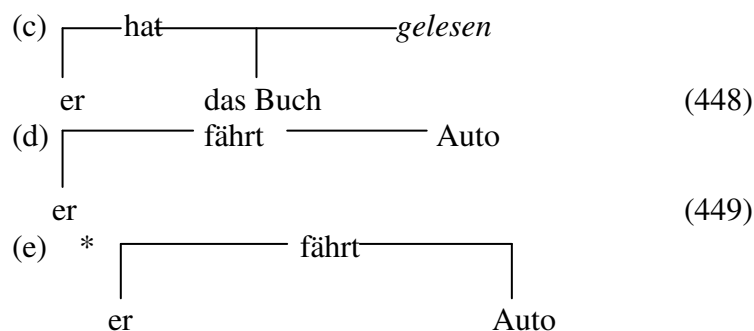 (c) hat gelesen
er das Buch (448)
(d) fährt Auto
er (449)
(e) * fährt
er Auto